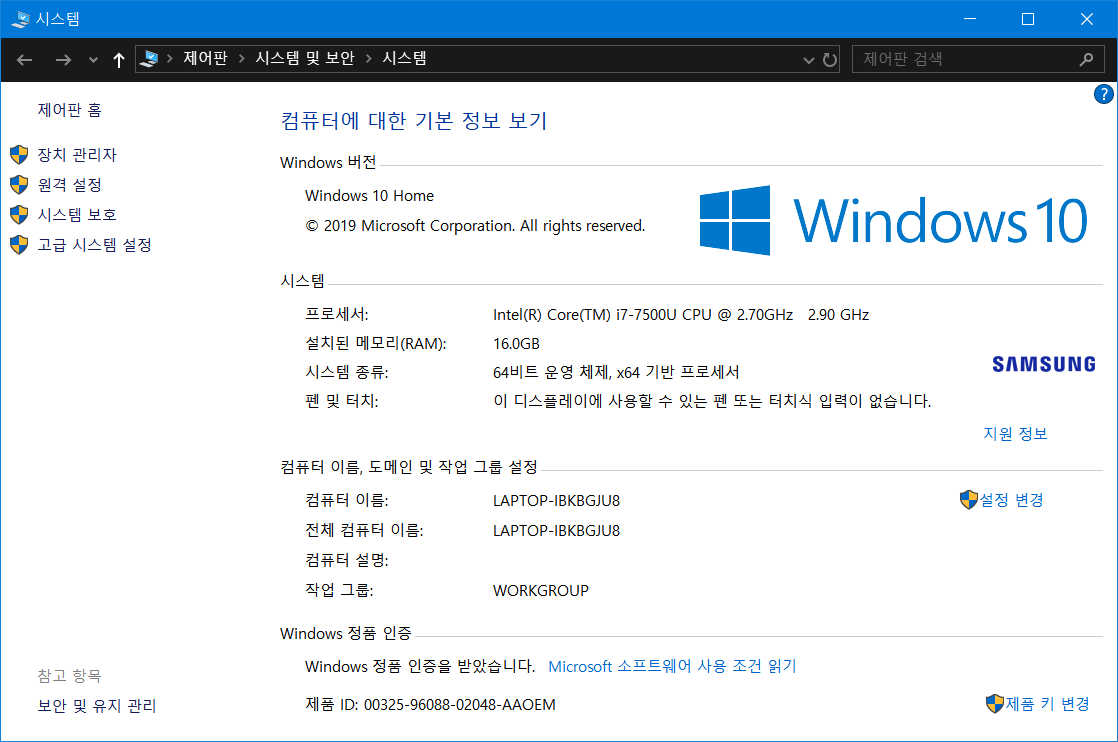 시스템
제어판 › 시스템 및 보안 › 시스템
제어판 검색
제어판 홈
장치 관리자
원격 설정
시스템 보호
고급 시스템 설정
참고 항목
보안 및 유지 관리
?
컴퓨터에 대한 기본 정보 보기
Windows 버전
Windows 10 Home
© 2019 Microsoft Corporation. All rights reserved.
Windows 10
시스템
프로세서: Intel(R) Core(TM) i7-7500U CPU @ 2.70GHz 2.90 GHz
설치된 메모리(RAM): 16.0GB
시스템 종류: 64비트 운영 체제, x64 기반 프로세서
펜 및 터치: 이 디스플레이에 사용할 수 있는 펜 또는 터치식 입력이 없습니다.
SAMSUNG
지원 정보
컴퓨터 이름, 도메인 및 작업 그룹 설정
컴퓨터 이름: LAPTOP-IBKBGJU8
설정 변경
전체 컴퓨터 이름: LAPTOP-IBKBGJU8
컴퓨터 설명:
작업 그룹: WORKGROUP
Windows 정품 인증
Windows 정품 인증을 받았습니다. Microsoft 소프트웨어 사용 조건 읽기
제품 ID: 00325-96088-02048-AAOEM
제품 키 변경